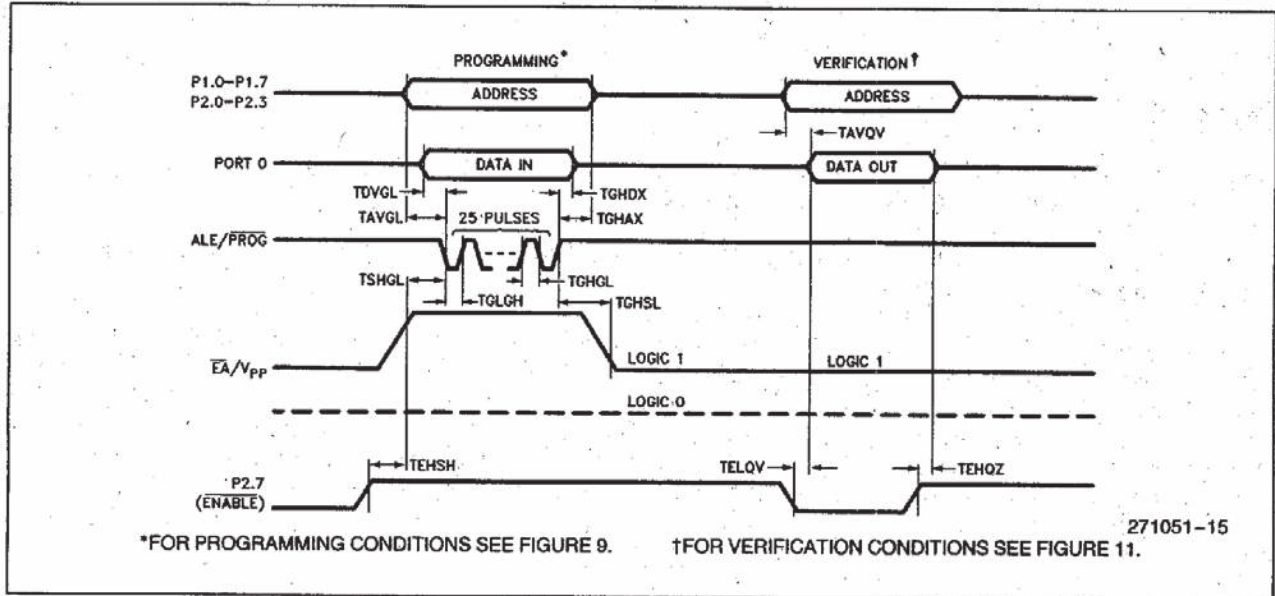 PROGRAMMING*
VERIFICATION†
P1.0–P1.7
P2.0–P2.3
ADDRESS
ADDRESS
TAVQV
PORT 0
DATA IN
DATA OUT
TDVGL
TGHDX
TAVGL
25 PULSES
TGHAX
ALE/PROG
TSHGL
TGHGL
TGLGH
TGHSL
EA/VPP
LOGIC 1
LOGIC 1
LOGIC 0
TEHSH
TELQV
TEHQZ
P2.7
(ENABLE)
271051–15
*FOR PROGRAMMING CONDITIONS SEE FIGURE 9.
†FOR VERIFICATION CONDITIONS SEE FIGURE 11.